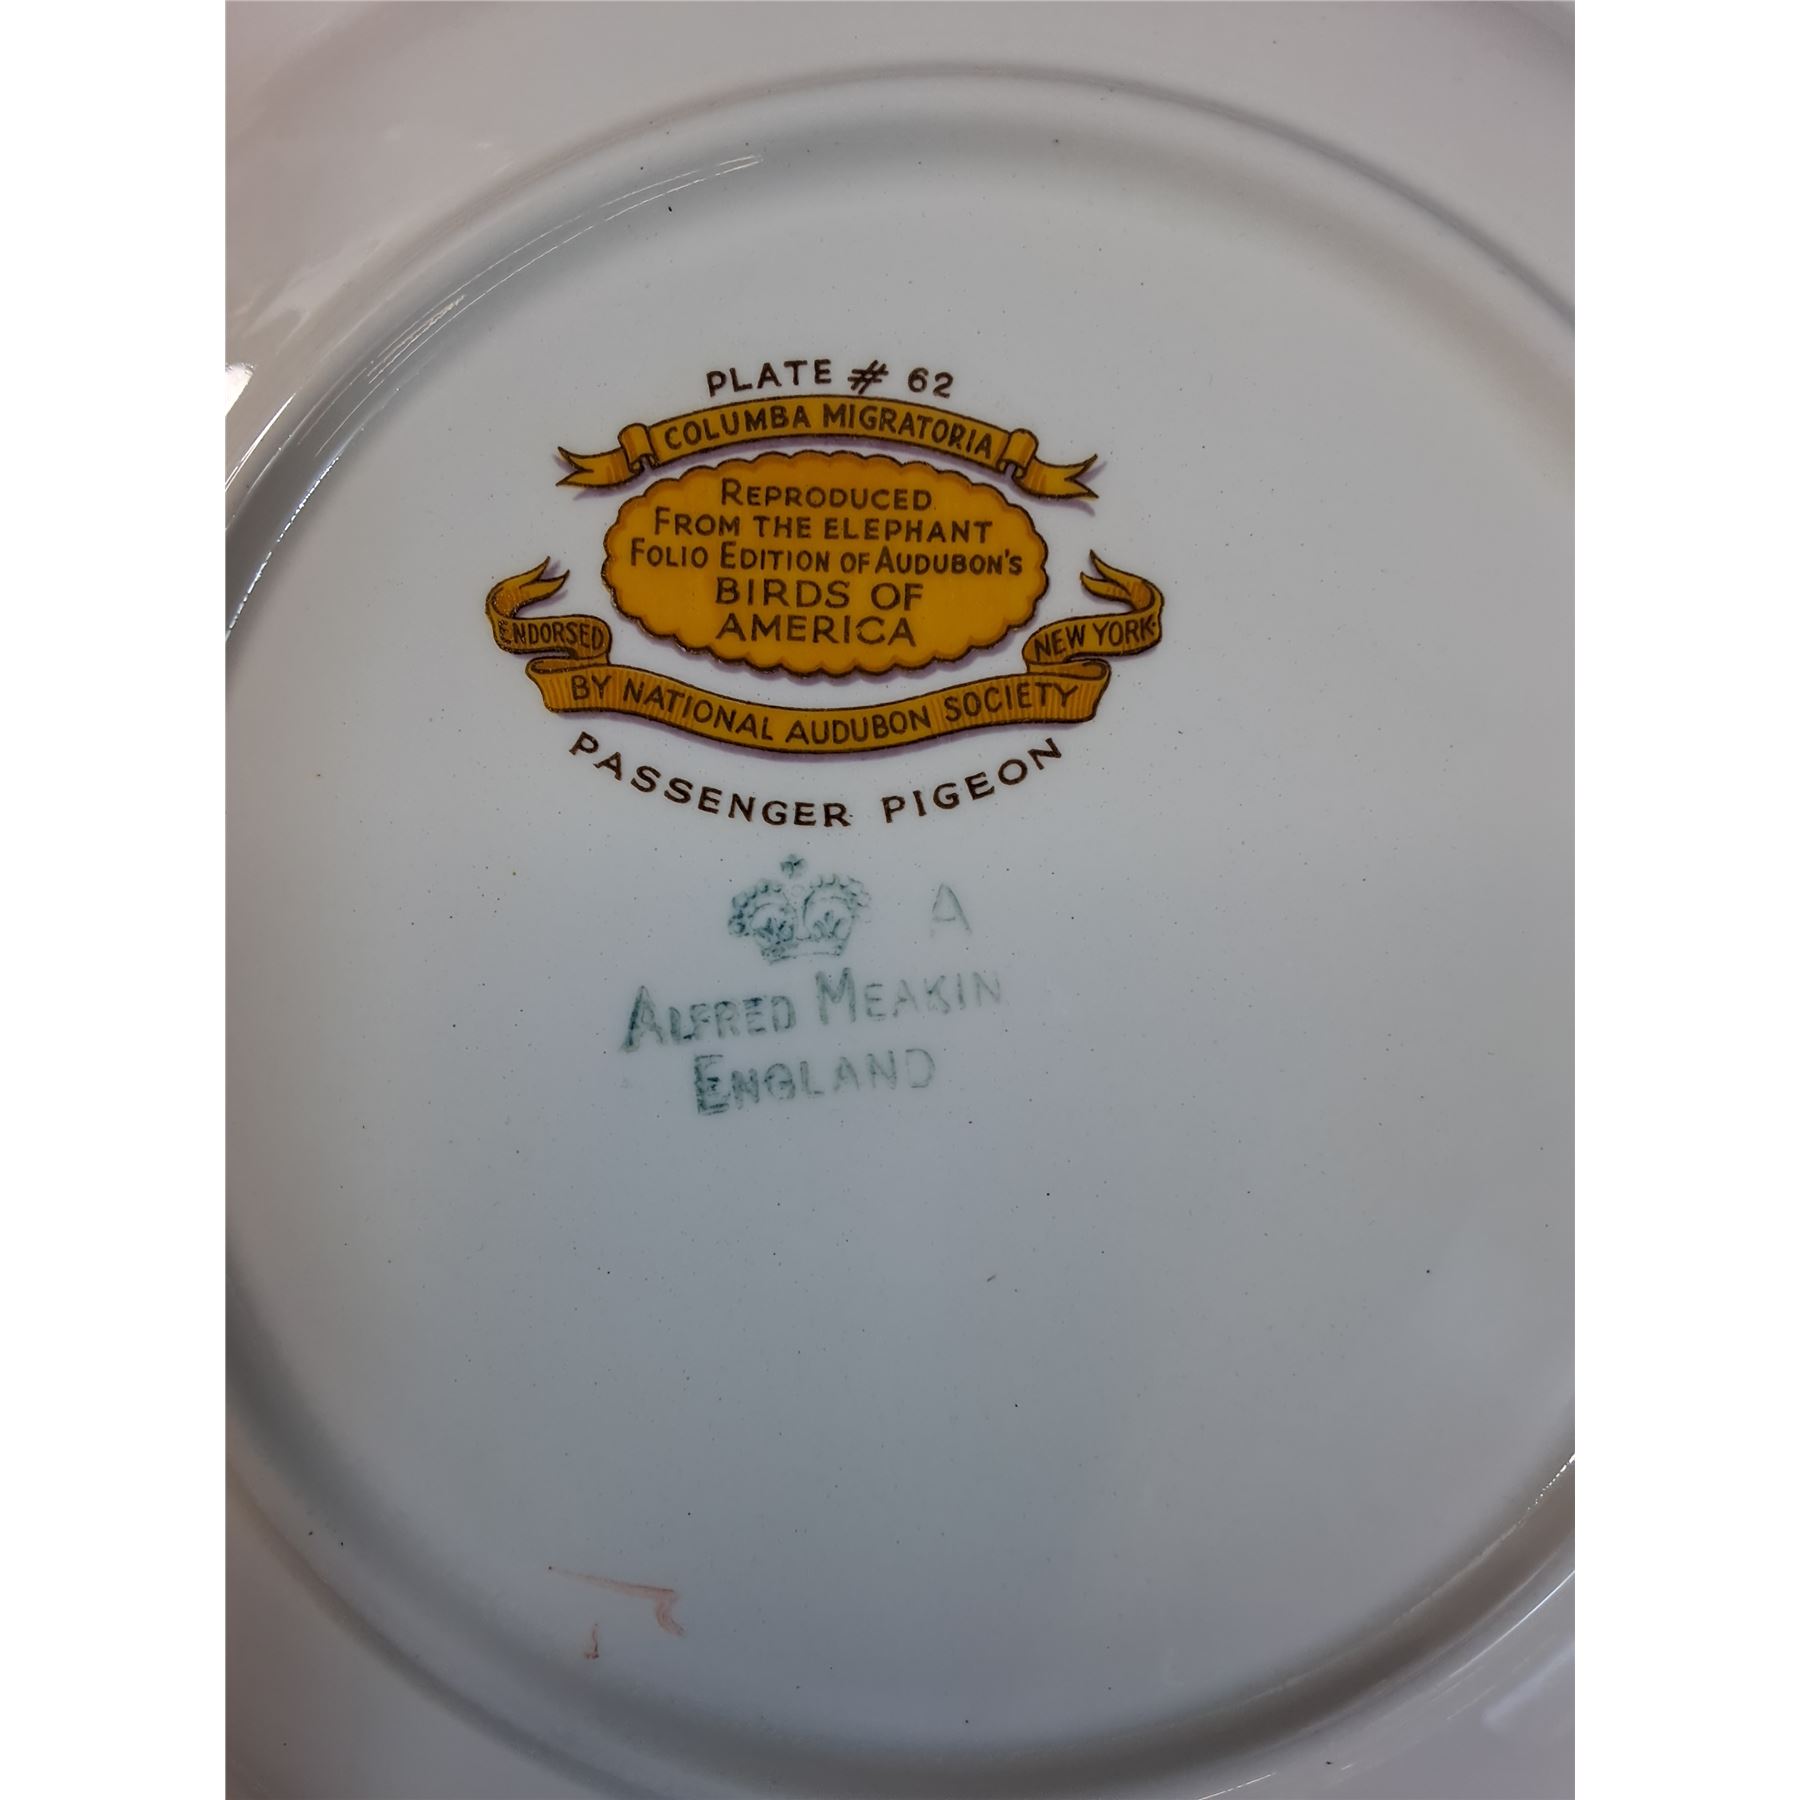 PLATE # 62
COLUMBA MIGRATORIA
REPRODUCED
FROM THE ELEPHANT
FOLIO EDITION OF AUDUBON'S
BIRDS OF
AMERICA
ENDORSED
BY NATIONAL AUDUBON SOCIETY
NEW YORK.
PASSENGER PIGEON
A
ALFRED MEAKIN
ENGLAND